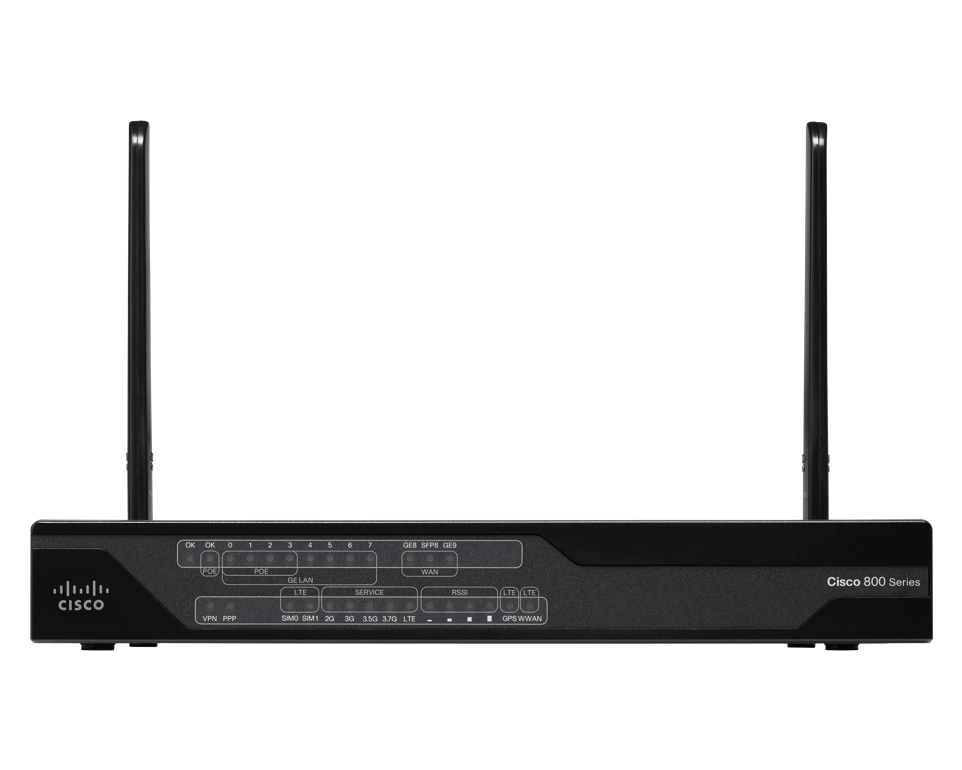 OK OK 0 1 2 3 4 5 6 7 GE8 SFP8 GE9
POE POE WAN
GE LAN
Cisco 800 Series
LTE SERVICE RSSI LTE LTE
CISCO
VPN PPP SIM0 SIM1 2G 3G 3.5G 3.7G LTE GPS WWAN